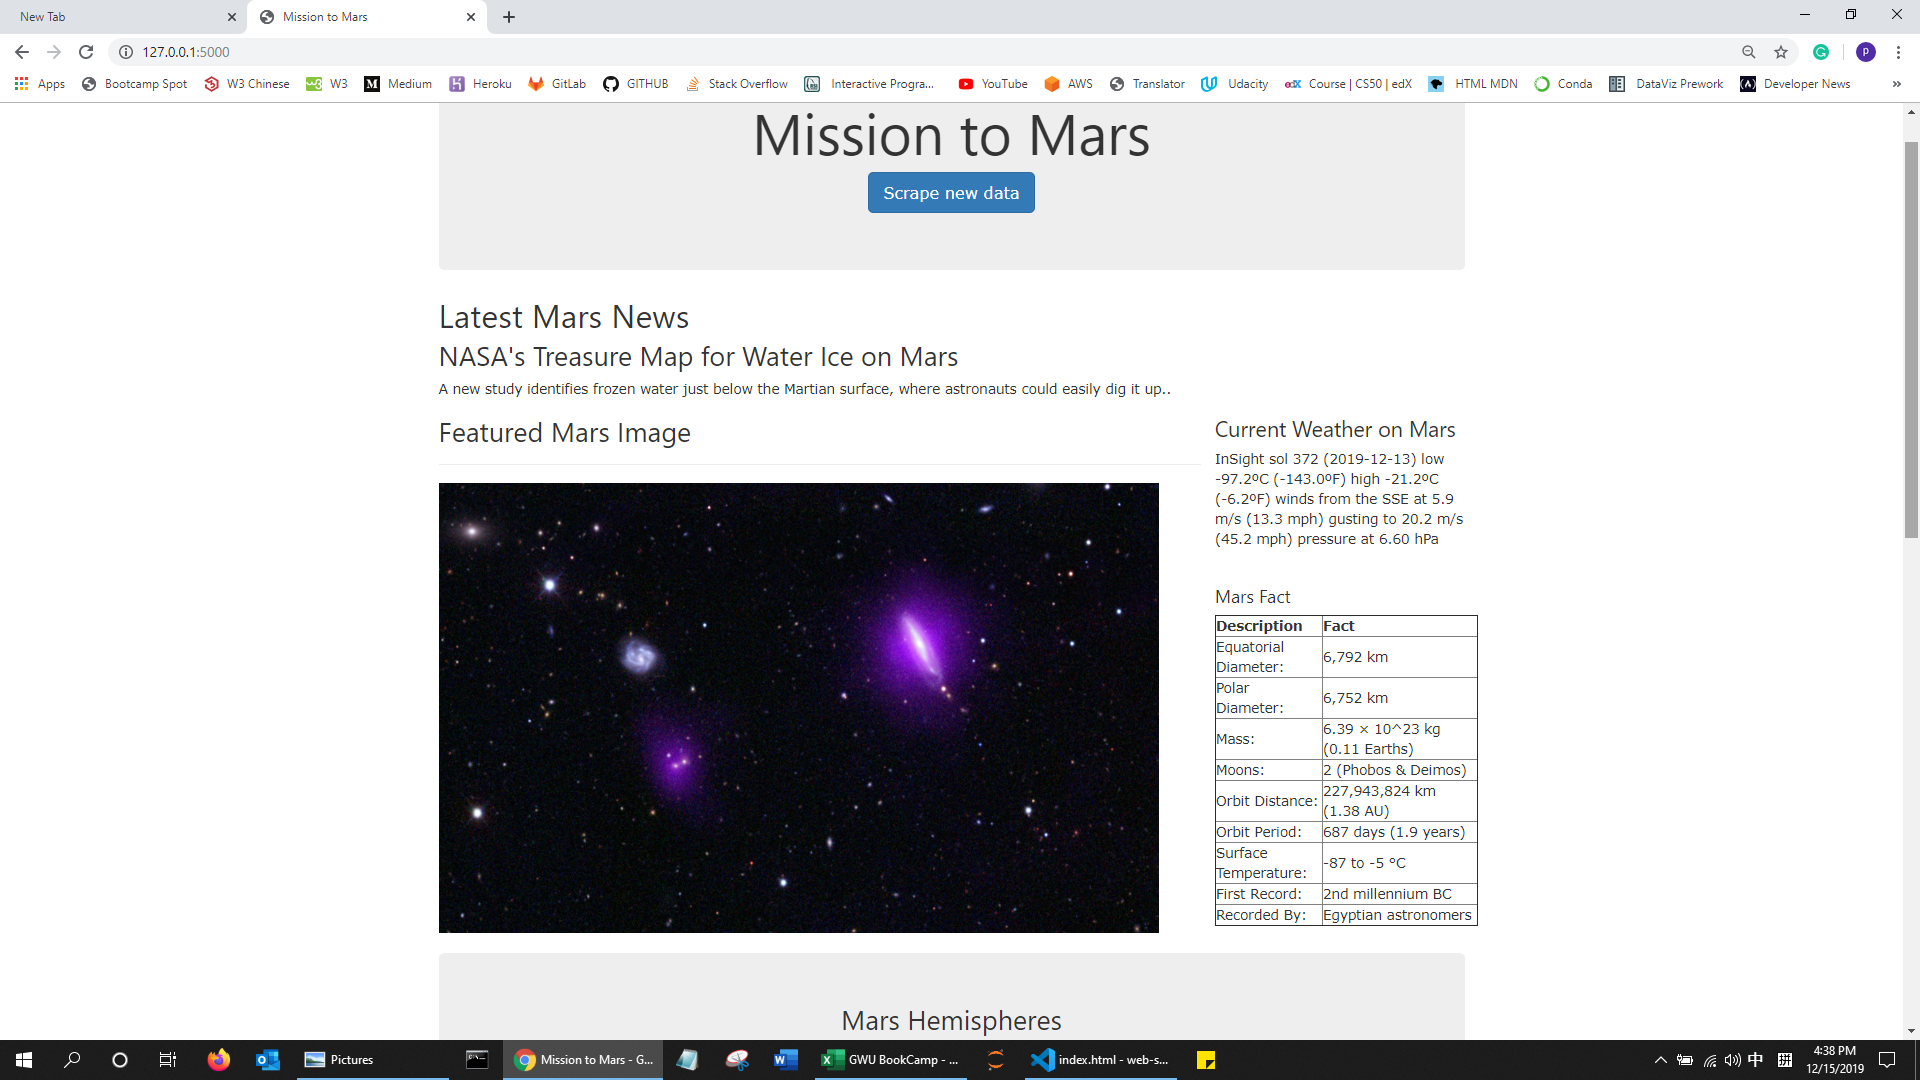 New Tab
Mission to Mars
127.0.0.1:5000
P
Apps
Bootcamp Spot
W3 Chinese
W3
Medium
Heroku
GitLab
GITHUB
Stack Overflow
Interactive Progra...
YouTube
AWS
Translator
Udacity
edX
Course | CS50 | edX
HTML MDN
Conda
DataViz Prework
Developer News
»
Mission to Mars
Scrape new data
Latest Mars News
NASA's Treasure Map for Water Ice on Mars
A new study identifies frozen water just below the Martian surface, where astronauts could easily dig it up..
Featured Mars Image
Current Weather on Mars
InSight sol 372 (2019-12-13) low
-97.2ºC (-143.0ºF) high -21.2ºC
(-6.2ºF) winds from the SSE at 5.9
m/s (13.3 mph) gusting to 20.2 m/s
(45.2 mph) pressure at 6.60 hPa
Mars Fact
Description Fact
Equatorial
Diameter: 6,792 km
Polar
Diameter: 6,752 km
Mass: 6.39 × 10^23 kg
(0.11 Earths)
Moons: 2 (Phobos & Deimos)
Orbit Distance: 227,943,824 km
(1.38 AU)
Orbit Period: 687 days (1.9 years)
Surface
Temperature: -87 to -5 °C
First Record: 2nd millennium BC
Recorded By: Egyptian astronomers
Mars Hemispheres
Pictures
Mission to Mars - G...
GWU BookCamp - ...
index.html - web-s...
中
拼
4:38 PM
12/15/2019